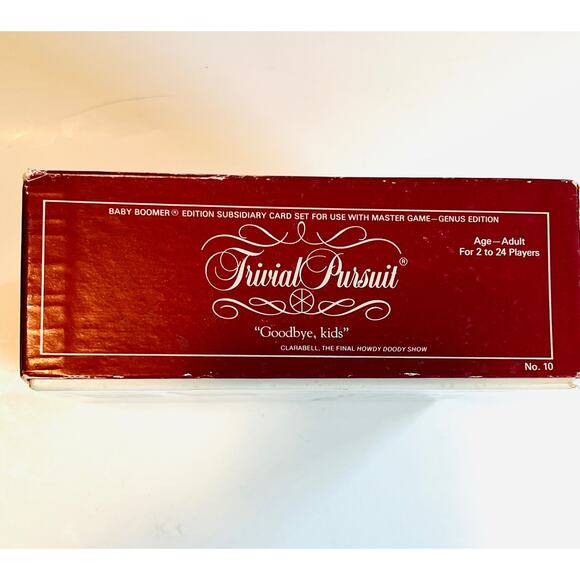 BABY BOOMER® EDITION SUBSIDIARY CARD SET FOR USE WITH MASTER GAME—GENUS EDITION
Age—Adult
For 2 to 24 Players
Trivial Pursuit®
"Goodbye, kids"
CLARABELL, THE FINAL HOWDY DOODY SHOW
No. 10